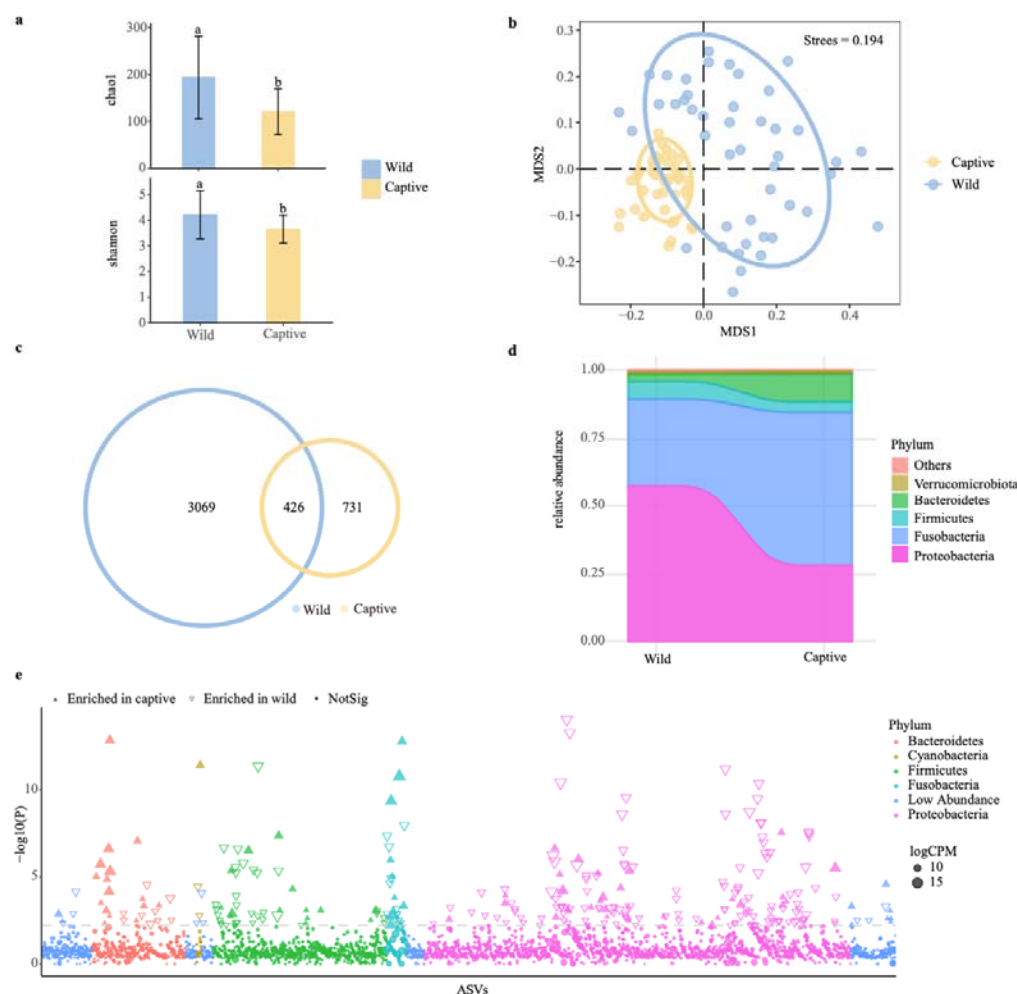 a
300
200
100
0
chao1
a
b
5
4
3
2
1
0
shannon
a
b
Wild
Captive
Wild
Captive
b
Strees = 0.194
0.3
0.2
0.1
0.0
−0.1
−0.2
MDS2
−0.2
0.0
0.2
0.4
MDS1
Captive
Wild
c
3069
426
731
Wild
Captive
d
1.00
0.75
0.50
0.25
0.00
relative abundance
Wild
Captive
Phylum
Others
Verrucomicrobiota
Bacteroidetes
Firmicutes
Fusobacteria
Proteobacteria
e
Enriched in captive
Enriched in wild
NotSig
10
5
0
−log10(P)
ASVs
Phylum
Bacteroidetes
Cyanobacteria
Firmicutes
Fusobacteria
Low Abundance
Proteobacteria
logCPM
10
15